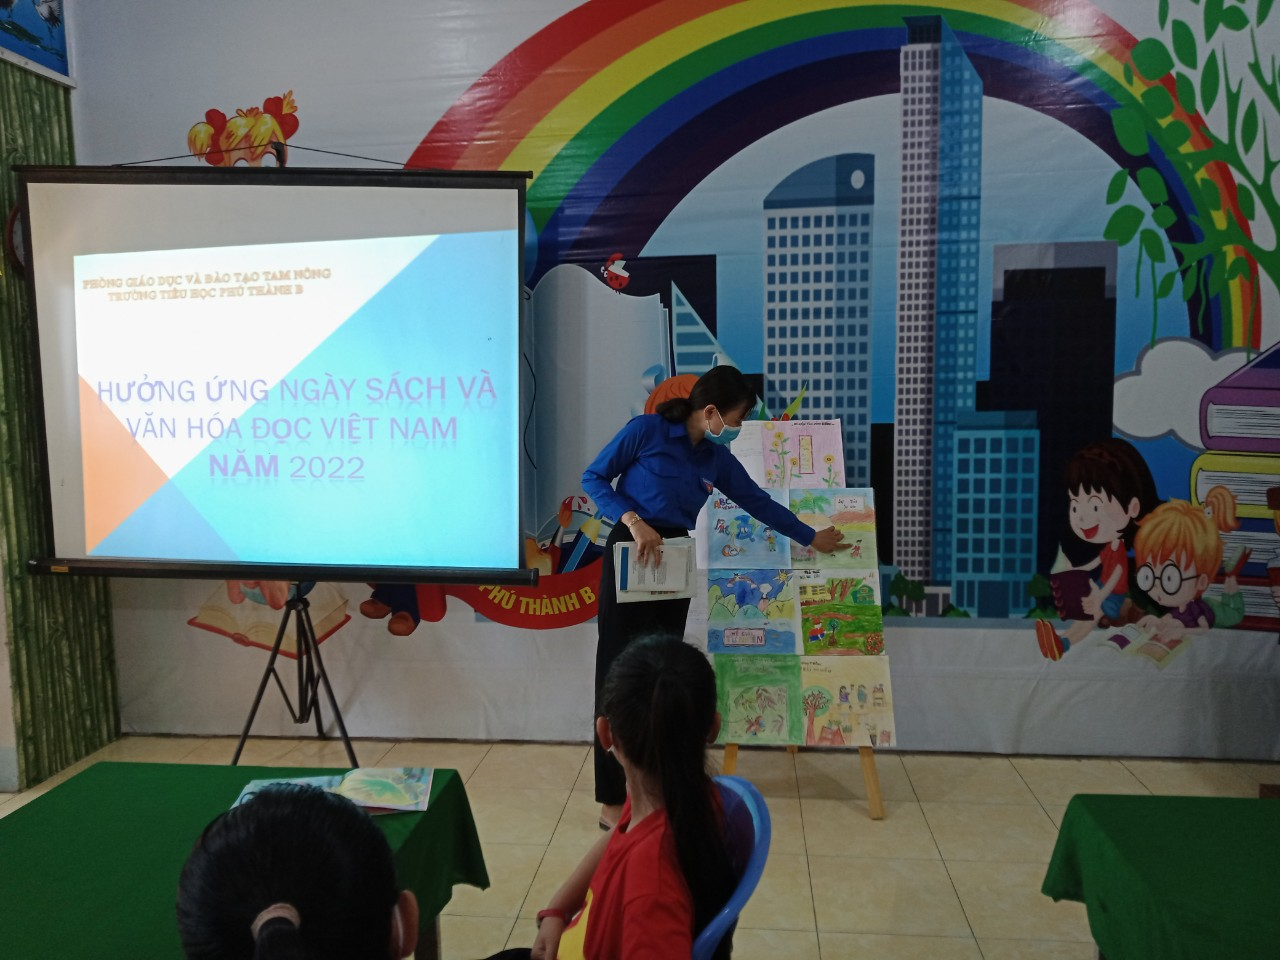 PHÒNG GIÁO DỤC VÀ ĐÀO TẠO TAM NÔNG
TRƯỜNG TIỂU HỌC PHÚ THÀNH B
HƯỞNG ỨNG NGÀY SÁCH VÀ
VĂN HÓA ĐỌC VIỆT NAM
NĂM 2022
PHÚ THÀNH B
ABC